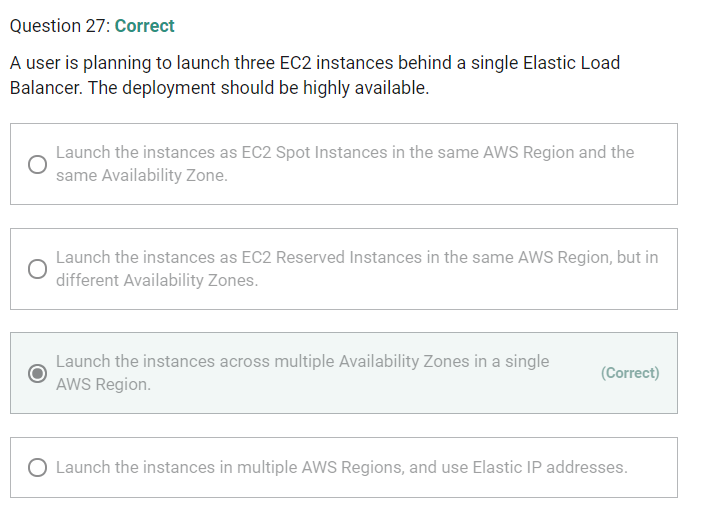 Question 27: Correct
A user is planning to launch three EC2 instances behind a single Elastic Load
Balancer. The deployment should be highly available.
Launch the instances as EC2 Spot Instances in the same AWS Region and the
same Availability Zone.
Launch the instances as EC2 Reserved Instances in the same AWS Region, but in
different Availability Zones.
Launch the instances across multiple Availability Zones in a single
AWS Region.
(Correct)
Launch the instances in multiple AWS Regions, and use Elastic IP addresses.